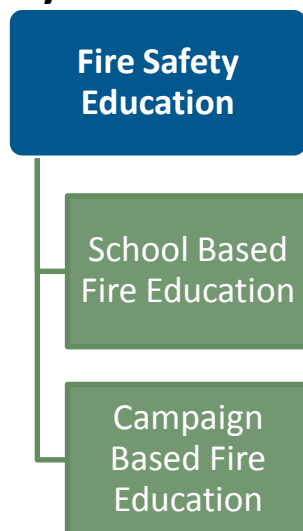 Fire Safety
Education
School Based
Fire Education
Campaign
Based Fire
Education